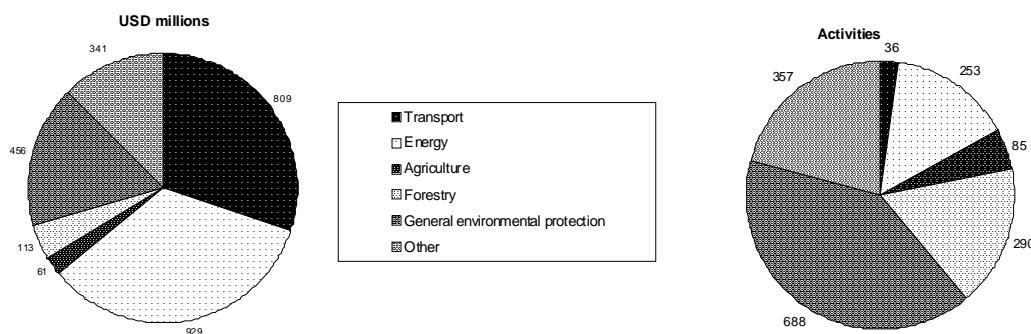 USD millions
341
809
456
113
61
929
Transport
Energy
Agriculture
Forestry
General environmental protection
Other
Activities
36
357
253
85
290
688